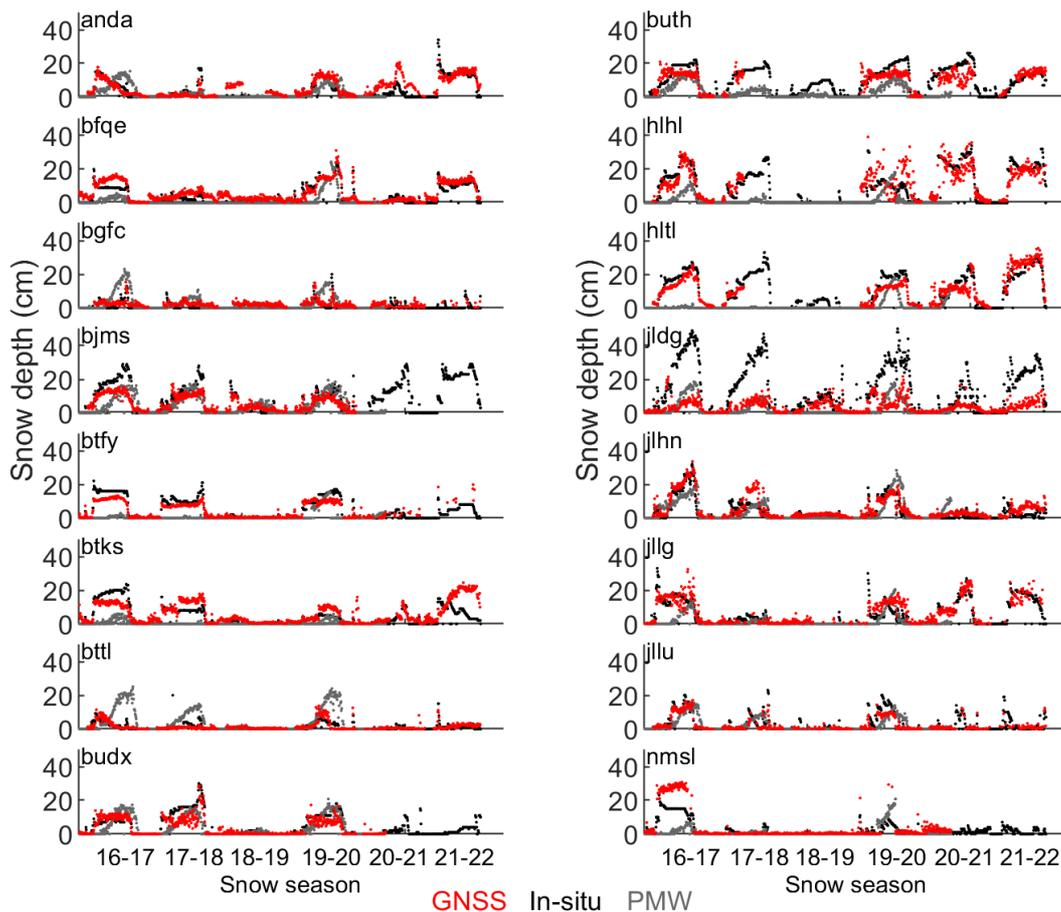 anda
40
20
0
bfqe
40
20
0
bgfc
40
20
0
bjms
40
20
0
btfy
40
20
0
btks
40
20
0
bttl
40
20
0
budx
40
20
0
Snow depth (cm)
16-17 17-18 18-19 19-20 20-21 21-22
Snow season
buth
40
20
0
hlhl
40
20
0
hltl
40
20
0
jldg
40
20
0
jlhn
40
20
0
jllg
40
20
0
jllu
40
20
0
nmsl
40
20
0
Snow depth (cm)
16-17 17-18 18-19 19-20 20-21 21-22
Snow season
GNSS In-situ PMW